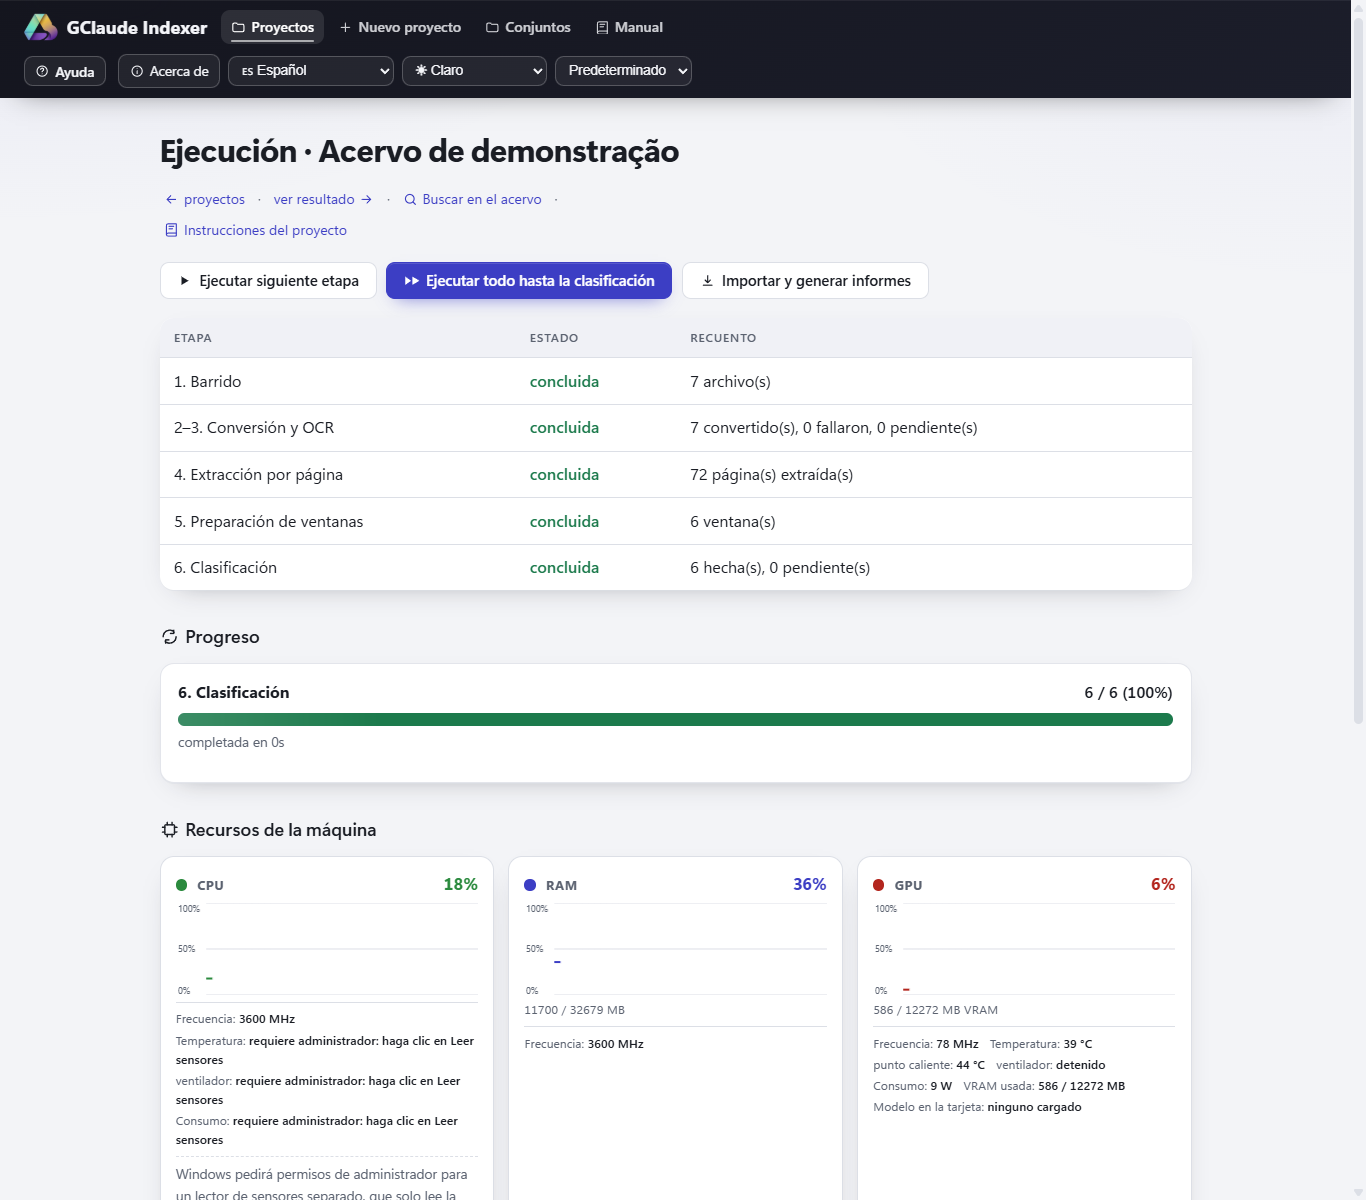 GClaude Indexer
Proyectos
Nuevo proyecto
Conjuntos
Manual
Ayuda
Acerca de
ES Español
Claro
Predeterminado
Ejecución · Acervo de demonstração
← proyectos · ver resultado → · Buscar en el acervo ·
Instrucciones del proyecto
Ejecutar siguiente etapa
Ejecutar todo hasta la clasificación
Importar y generar informes
ETAPA ESTADO RECUENTO
1. Barrido concluida 7 archivo(s)
2–3. Conversión y OCR concluida 7 convertido(s), 0 fallaron, 0 pendiente(s)
4. Extracción por página concluida 72 página(s) extraída(s)
5. Preparación de ventanas concluida 6 ventana(s)
6. Clasificación concluida 6 hecha(s), 0 pendiente(s)
Progreso
6. Clasificación 6 / 6 (100%)
completada en 0s
Recursos de la máquina
CPU 18%
100%
50%
0%
Frecuencia: 3600 MHz
Temperatura: requiere administrador: haga clic en Leer
sensores
ventilador: requiere administrador: haga clic en Leer
sensores
Consumo: requiere administrador: haga clic en Leer
sensores
Windows pedirá permisos de administrador para
un lector de sensores separado, que solo lee la
RAM 36%
100%
50%
0%
11700 / 32679 MB
Frecuencia: 3600 MHz
GPU 6%
100%
50%
0%
586 / 12272 MB VRAM
Frecuencia: 78 MHz Temperatura: 39 °C
punto caliente: 44 °C ventilador: detenido
Consumo: 9 W VRAM usada: 586 / 12272 MB
Modelo en la tarjeta: ninguno cargado